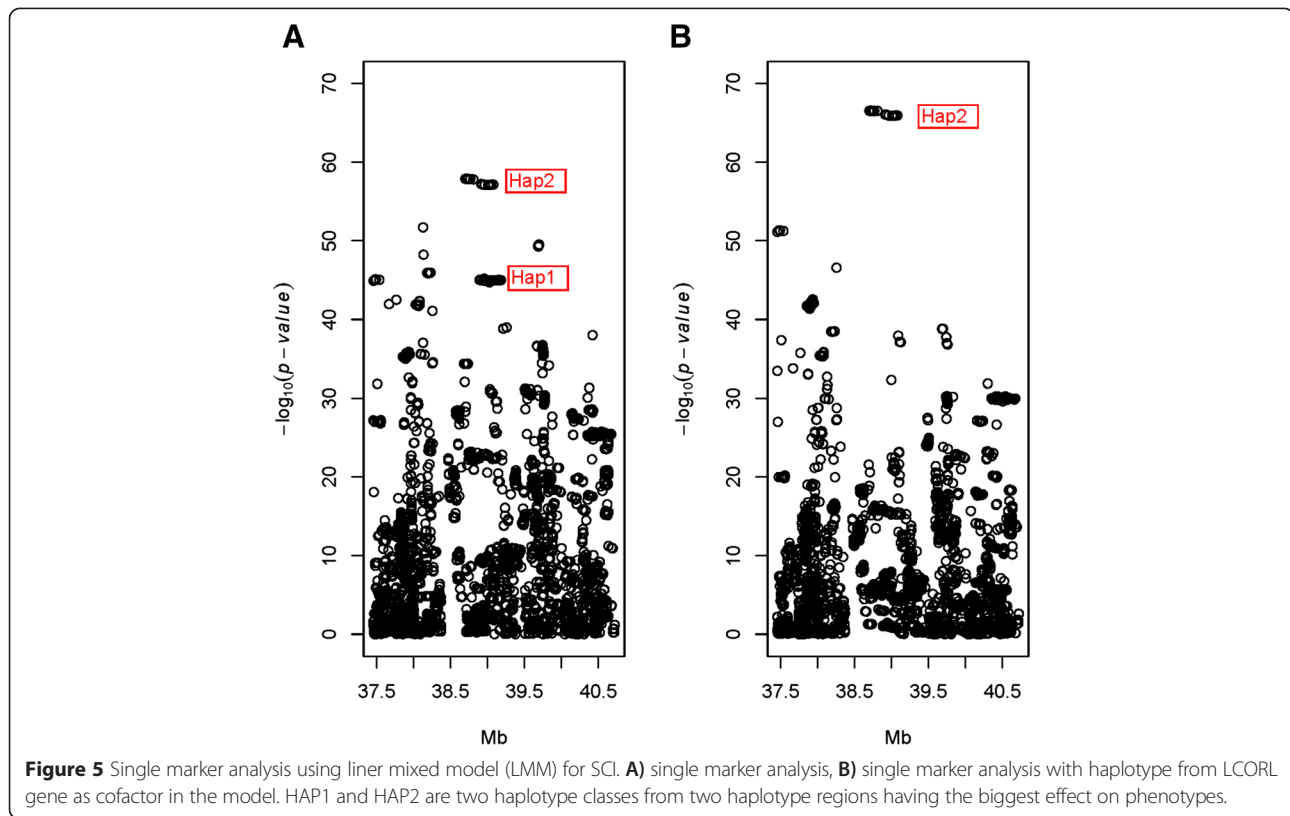 A
B
70
60
50
40
30
20
10
0
−log10(p − value)
Hap2
Hap1
37.5
38.5
39.5
40.5
Mb
70
60
50
40
30
20
10
0
−log10(p − value)
Hap2
37.5
38.5
39.5
40.5
Mb
Figure 5 Single marker analysis using liner mixed model (LMM) for SCI. A) single marker analysis, B) single marker analysis with haplotype from LCORL
gene as cofactor in the model. HAP1 and HAP2 are two haplotype classes from two haplotype regions having the biggest effect on phenotypes.